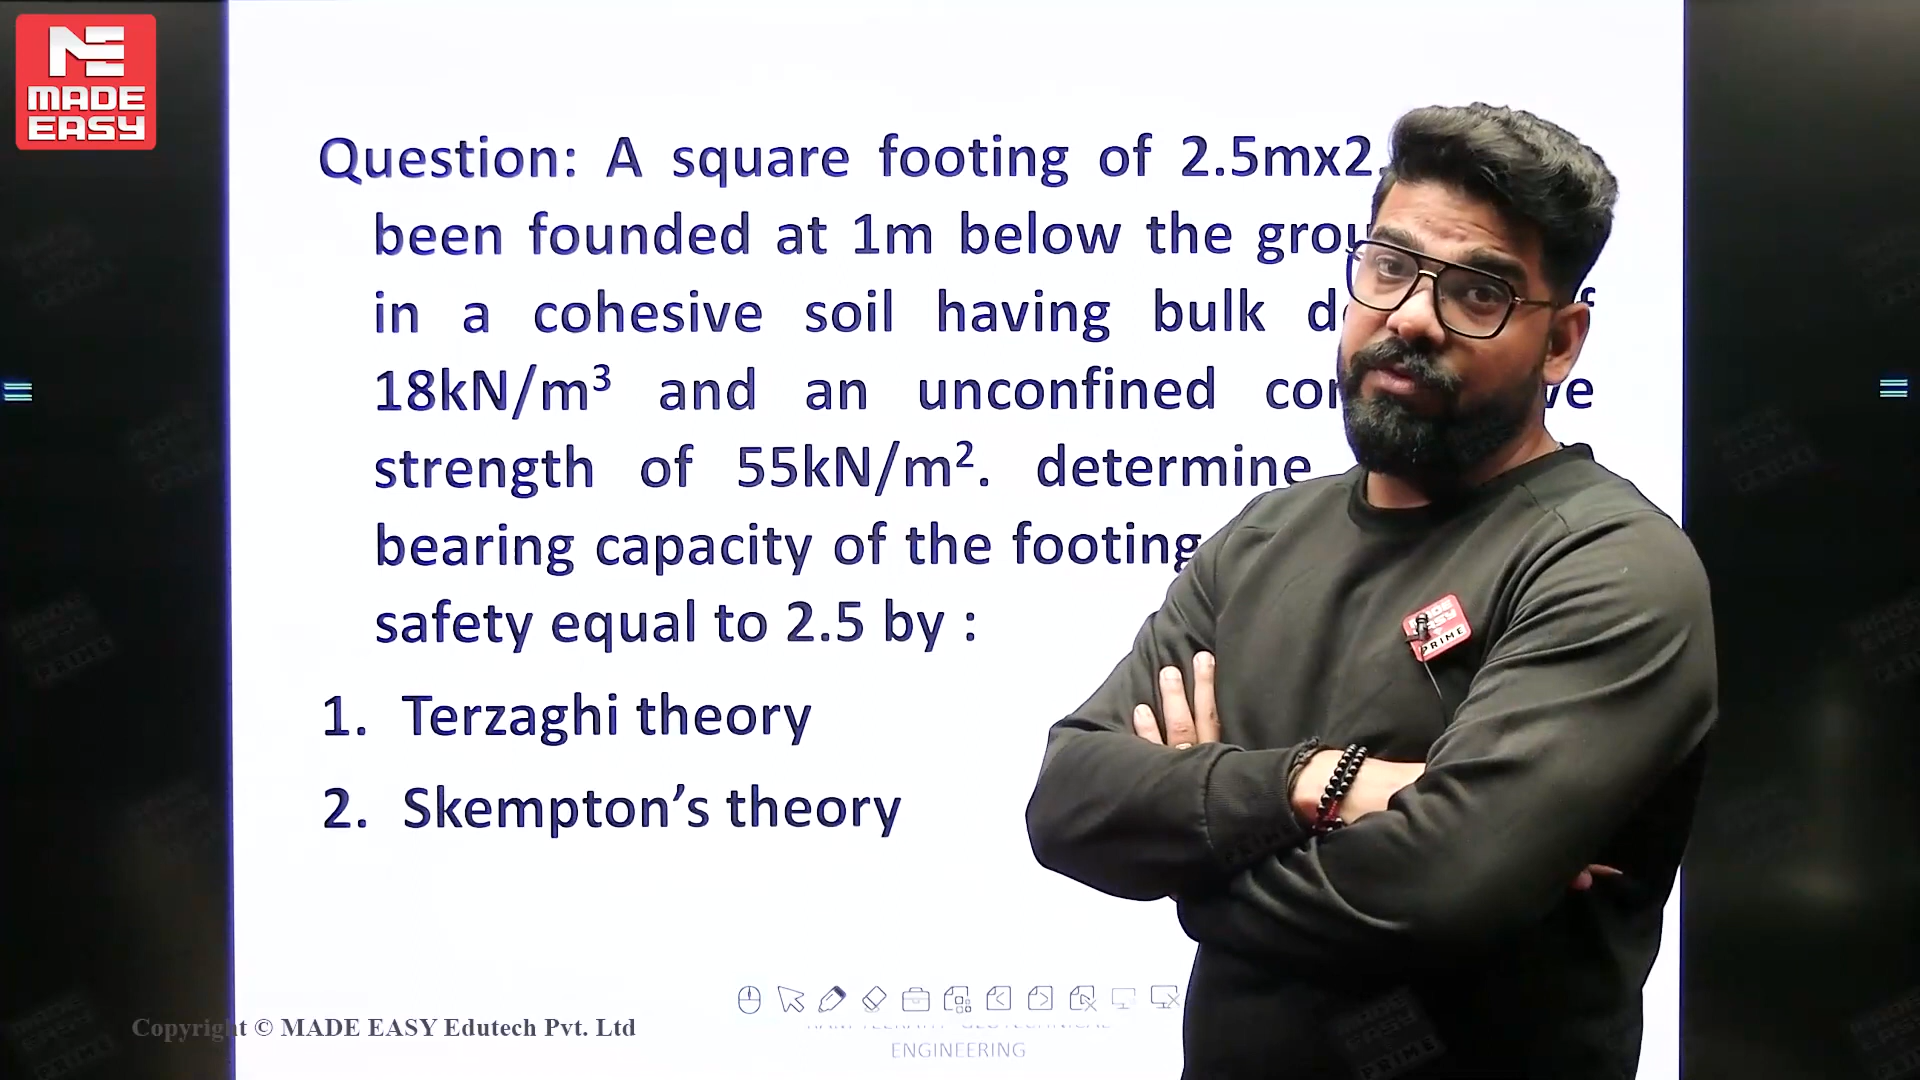 MADE
EASY
Question: A square footing of 2.5mx2.
been founded at 1m below the grou
in a cohesive soil having bulk d
18kN/m³ and an unconfined co ve
strength of 55kN/m². determine
bearing capacity of the footing
safety equal to 2.5 by :
1. Terzaghi theory
2. Skempton's theory
PRIME
Copyright © MADE EASY Edutech Pvt. Ltd
ENGINEERING